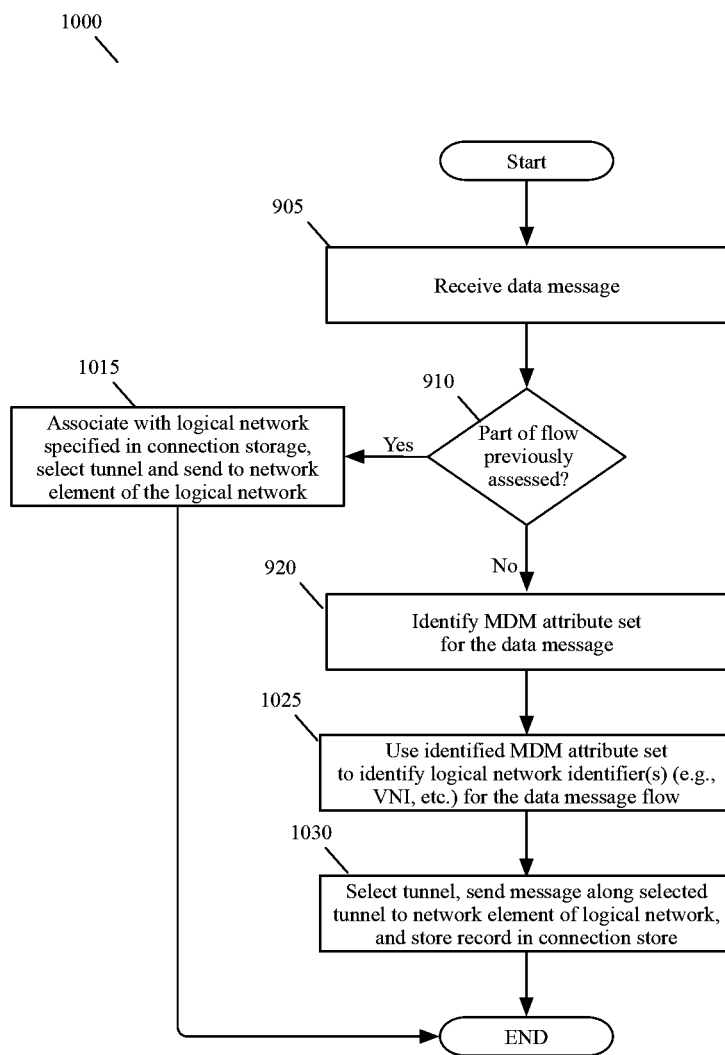 1000
Start
905
Receive data message
910
Part of flow
previously
assessed?
Yes
No
1015
Associate with logical network
specified in connection storage,
select tunnel and send to network
element of the logical network
920
Identify MDM attribute set
for the data message
1025
Use identified MDM attribute set
to identify logical network identifier(s) (e.g.,
VNI, etc.) for the data message flow
1030
Select tunnel, send message along selected
tunnel to network element of logical network,
and store record in connection store
END